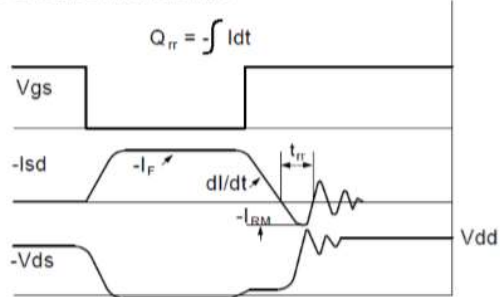 Qrr = -∫ Idt
Vgs
-Isd
-IF
dI/dt
trr
-IRM
Vdd
-Vds